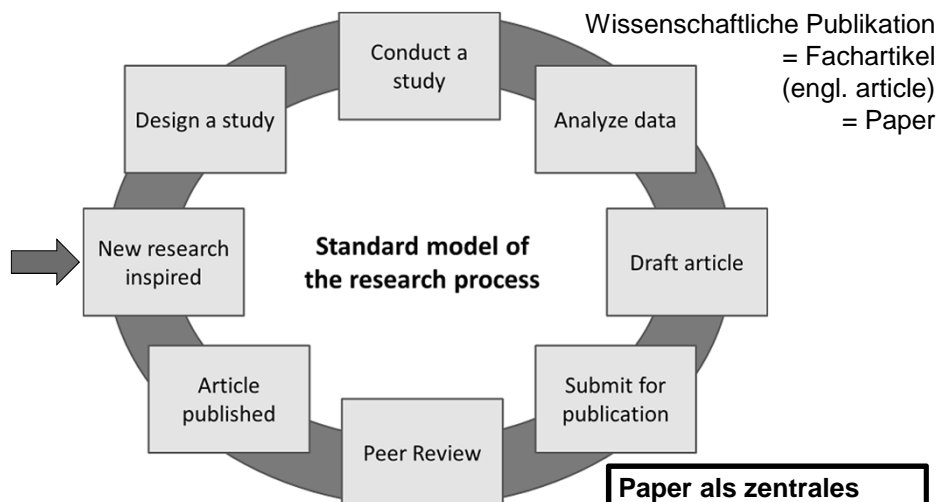 Wissenschaftliche Publikation
= Fachartikel
(engl. article)
= Paper
Conduct a
study
Design a study
Analyze data
New research
inspired
Standard model of
the research process
Draft article
Article
published
Submit for
publication
Peer Review
Paper als zentrales